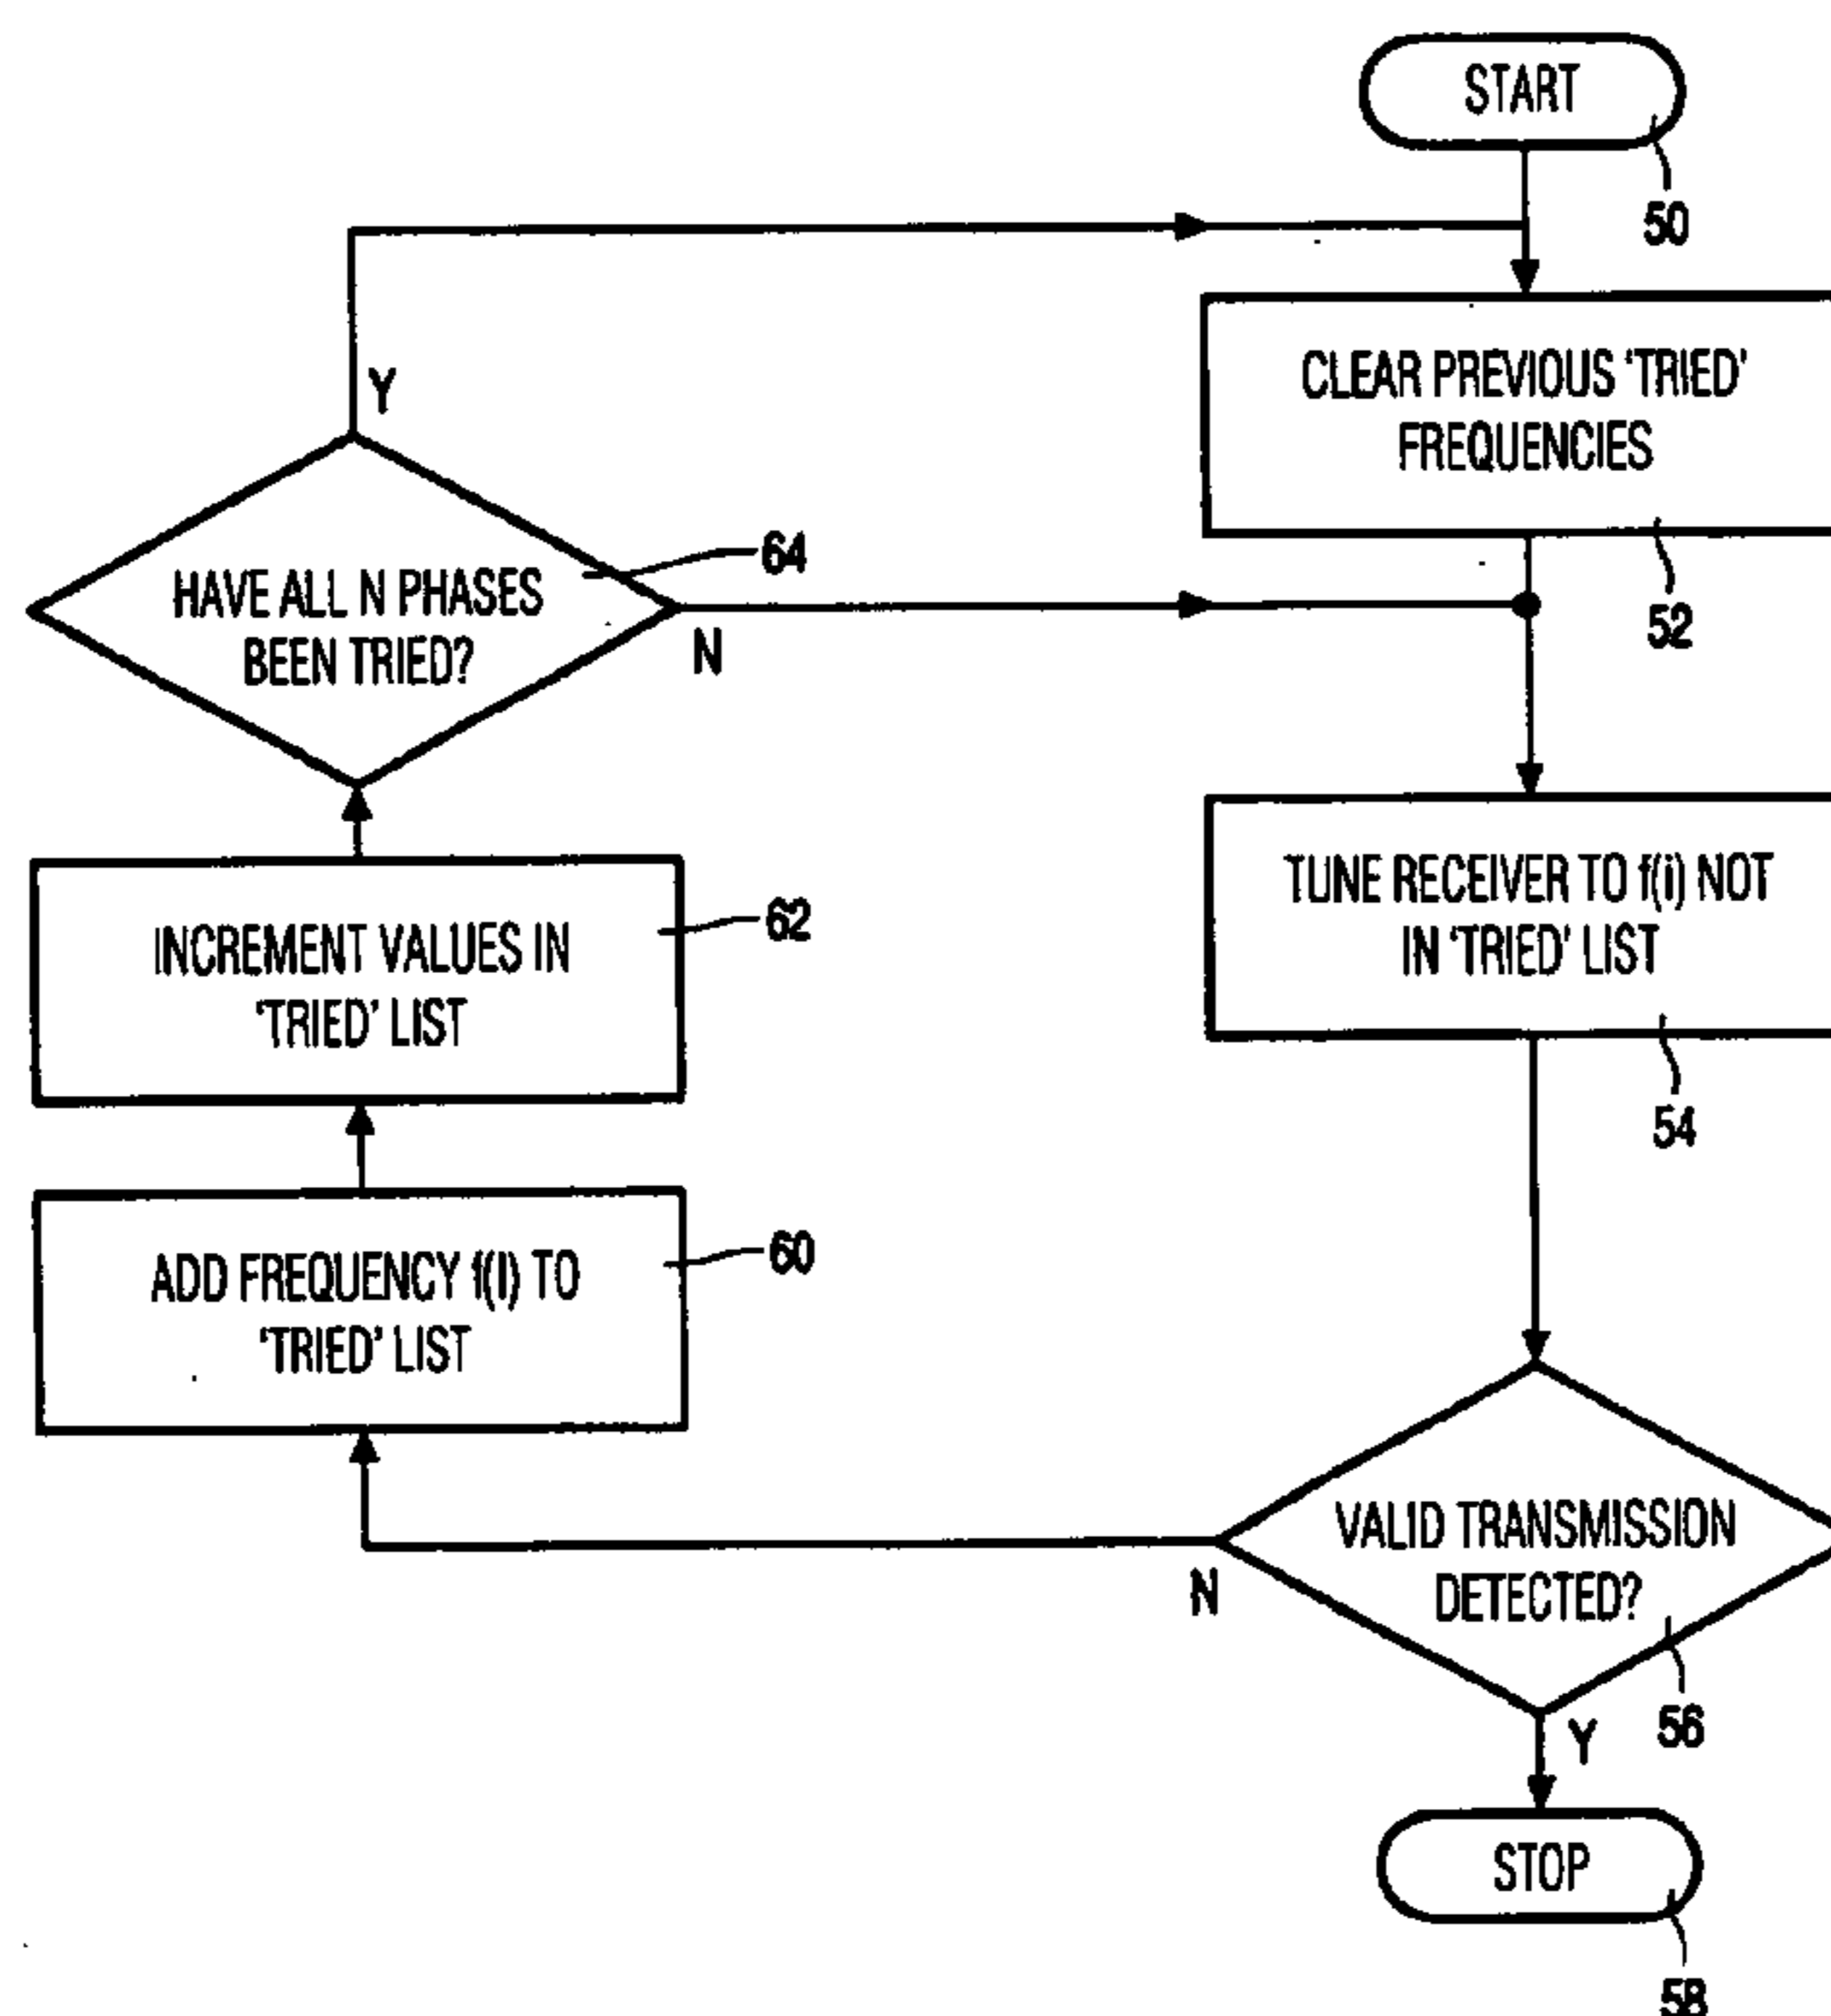 START
50
CLEAR PREVIOUS 'TRIED'
FREQUENCIES
52
Y
HAVE ALL N PHASES
BEEN TRIED?
64
N
TUNE RECEIVER TO f(i) NOT
IN 'TRIED' LIST
54
INCREMENT VALUES IN
'TRIED' LIST
62
ADD FREQUENCY f(i) TO
'TRIED' LIST
60
VALID TRANSMISSION
DETECTED?
N
56
Y
STOP
58